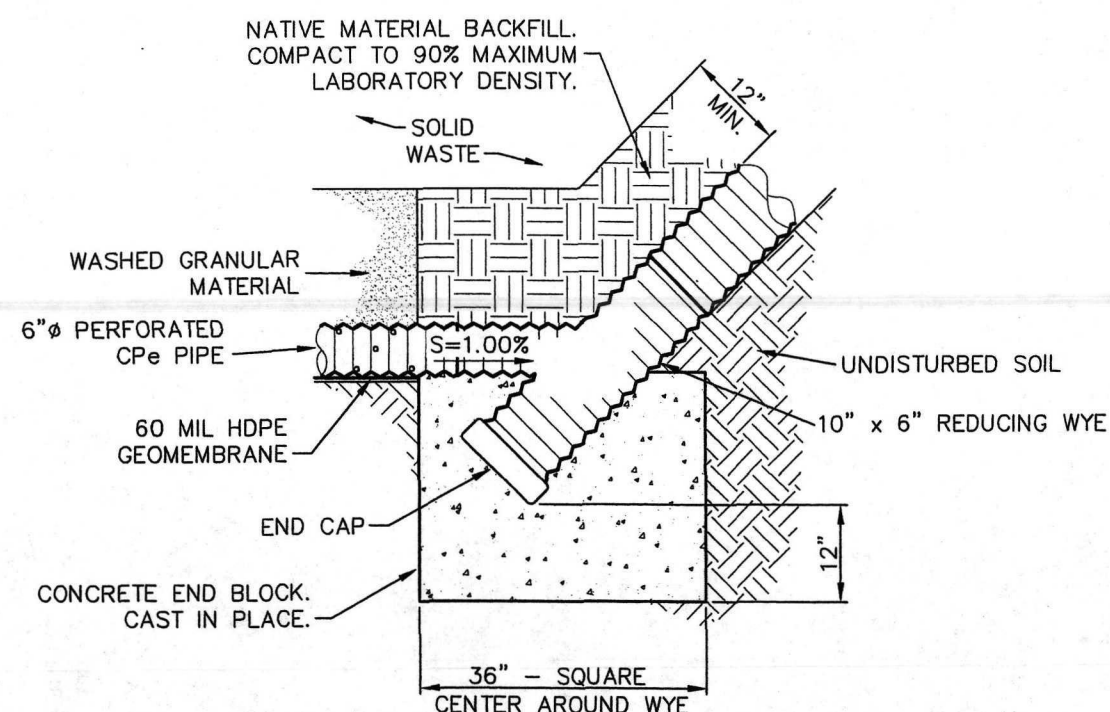 NATIVE MATERIAL BACKFILL.
COMPACT TO 90% MAXIMUM
LABORATORY DENSITY.
12"
MIN.
SOLID
WASTE
WASHED GRANULAR
MATERIAL
6"ø PERFORATED
CPe PIPE
S=1.00%
UNDISTURBED SOIL
60 MIL HDPE
GEOMEMBRANE
10" x 6" REDUCING WYE
END CAP
12"
CONCRETE END BLOCK.
CAST IN PLACE.
36" - SQUARE
CENTER AROUND WYE